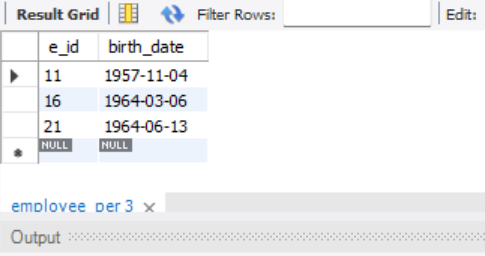 Result Grid Filter Rows: Edit:
e_id birth_date
11 1957-11-04
16 1964-03-06
21 1964-06-13
NULL NULL
employee_per 3
Output